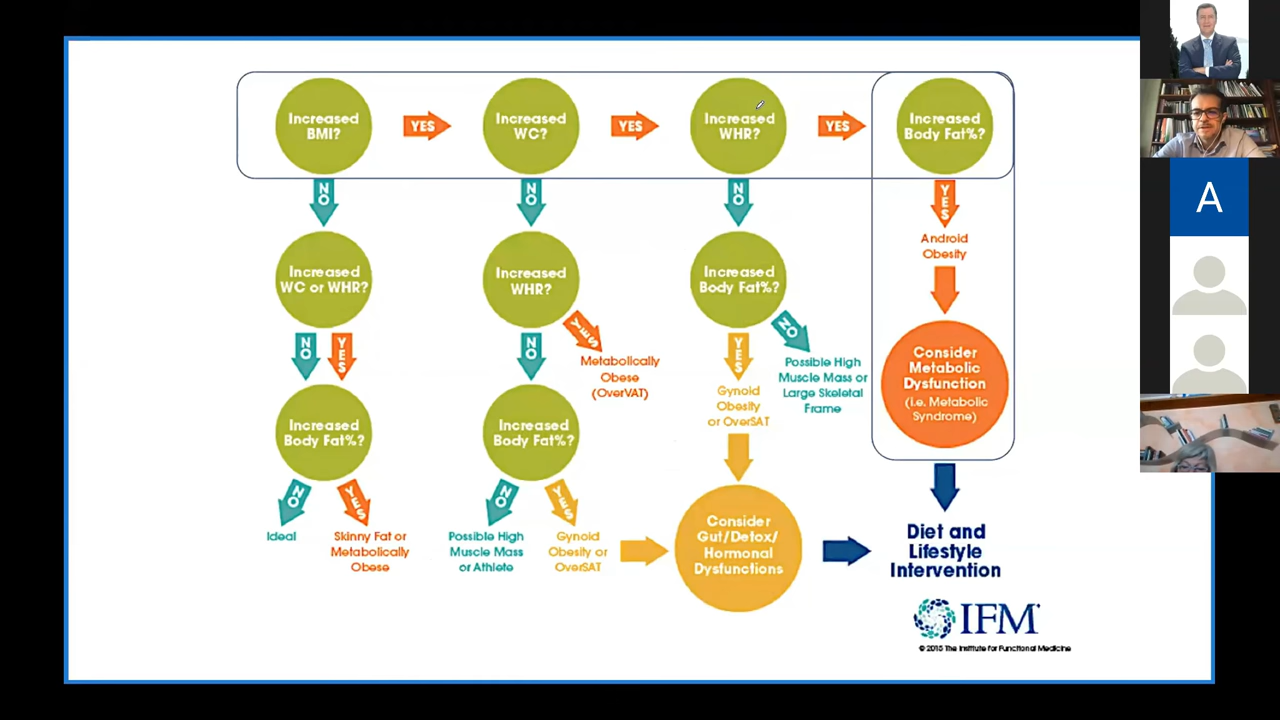 Increased
BMI?
YES
Increased
WC?
YES
Increased
WHR?
YES
Increased
Body Fat%?
NO
NO
NO
YES
Android
Obesity
Increased
WC or WHR?
Increased
WHR?
Increased
Body Fat%?
NO
YES
NO
YES
Metabolically
Obese
(OverVAT)
YES
NO
Possible High
Muscle Mass or
Large Skeletal
Frame
Gynoid
Obesity
or OverSAT
Consider
Metabolic
Dysfunction
(i.e. Metabolic
Syndrome)
Increased
Body Fat%?
Increased
Body Fat%?
NO
YES
NO
YES
Ideal
Skinny Fat or
Metabolically
Obese
Possible High
Muscle Mass
or Athlete
Gynoid
Obesity or
OverSAT
Consider
Gut/Detox/
Hormonal
Dysfunctions
Diet and
Lifestyle
Intervention
IFM
© 2015 The Institute for Functional Medicine
A